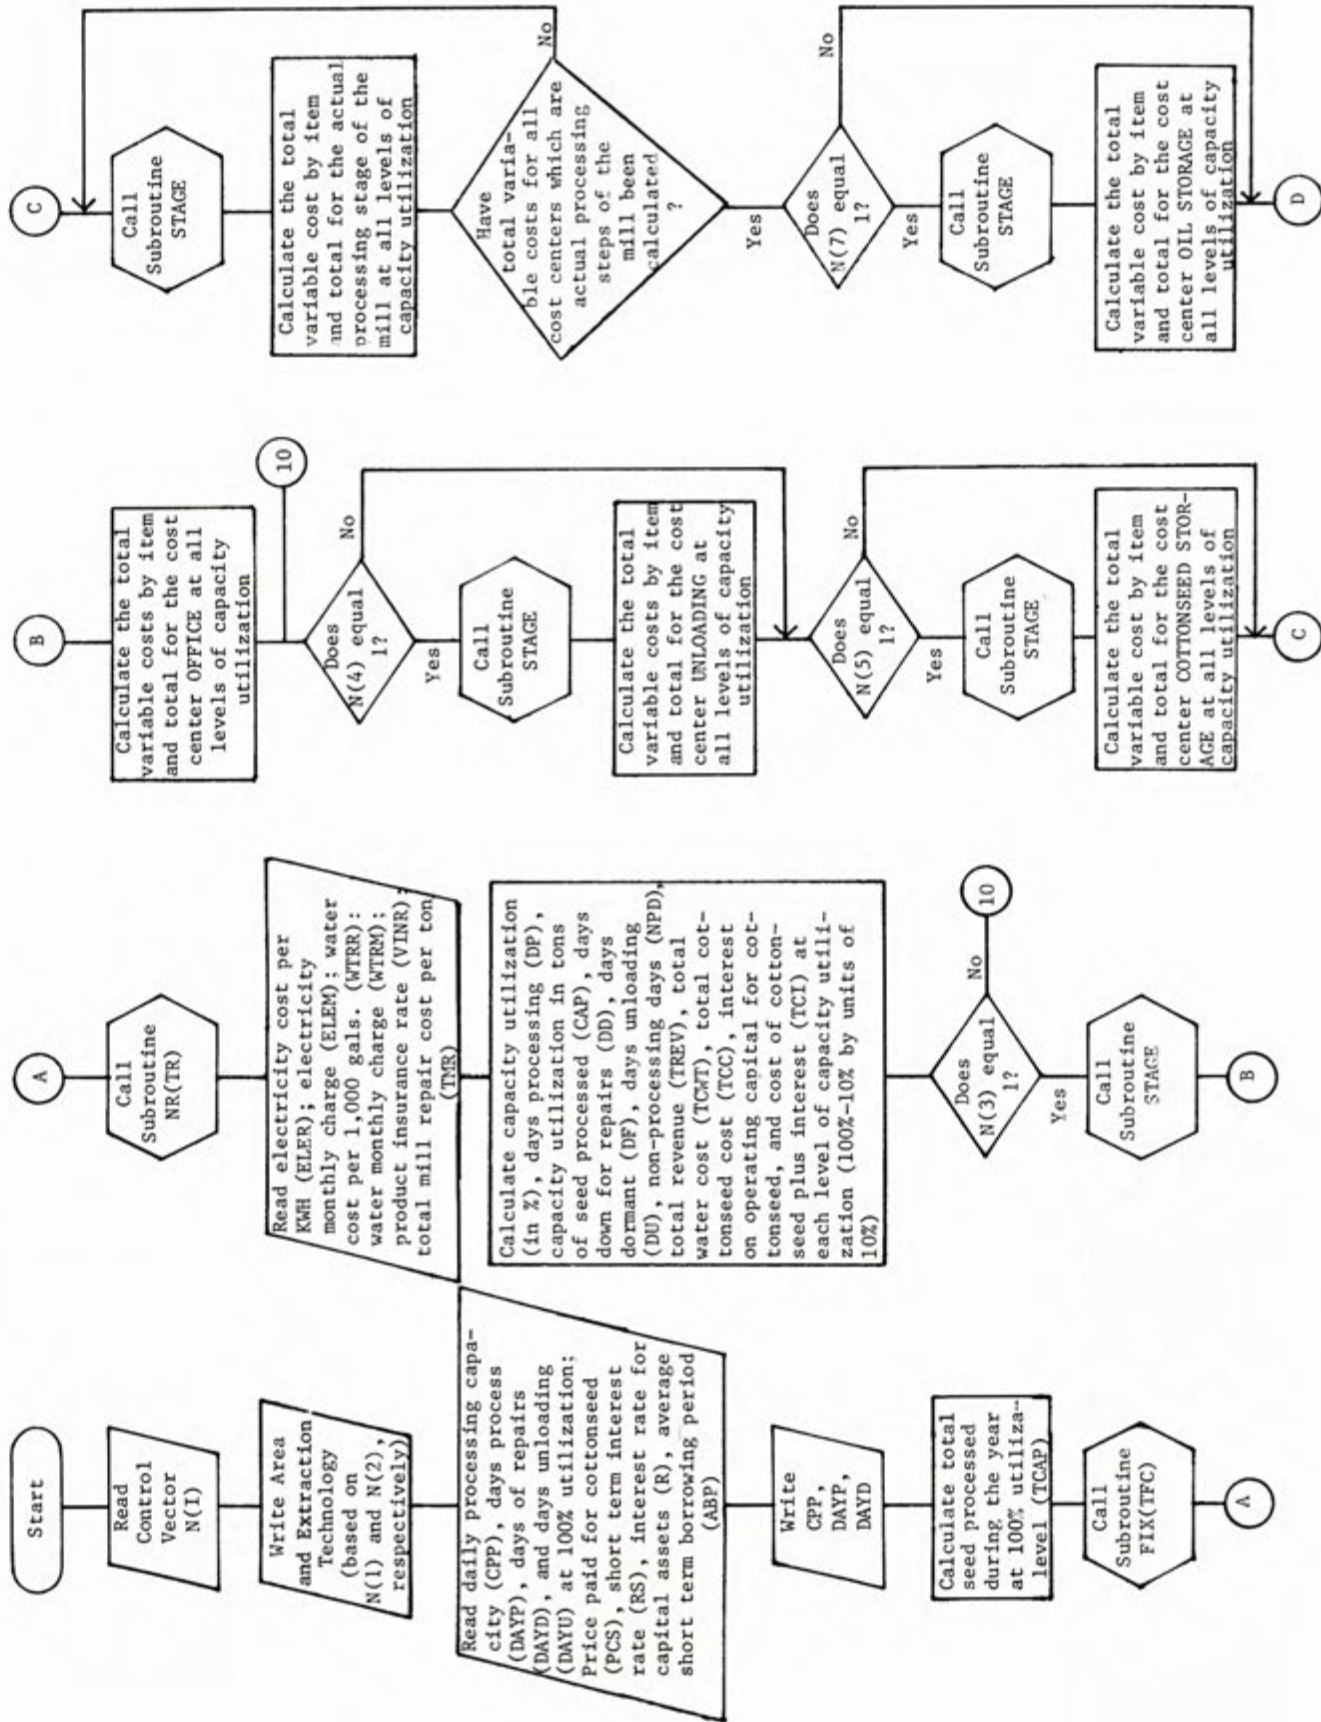 Start
Read
Control
Vector
N(I)
Write Area
and Extraction
Technology
(based on
N(1) and N(2),
respectively)
Read daily processing capa-
city (CPP), days process
(DAYP), days of repairs
(DAYD), and days unloading
(DAYU) at 100% utilization;
Price paid for cottonseed
(PCS), short term interest
rate (RS), interest rate for
capital assets (R), average
short term borrowing period
(ABP)
Write
CPP,
DAYP,
DAYD
Calculate total
seed processed
during the year
at 100% utiliza-
level (TCAP)
Call
Subroutine
FIX(TFC)
A
A
Call
Subroutine
NR(TR)
Read electricity cost per
KWH (ELER); electricity
monthly charge (ELEM); water
cost per 1,000 gals. (WTRR):
water monthly charge (WTRM);
product insurance rate (VINR);
total mill repair cost per ton
(TMR)
Calculate capacity utilization
(in %), days processing (DP),
capacity utilization in tons
of seed processed (CAP), days
down for repairs (DD), days
dormant (DF), days unloading
(DU), non-processing days (NPD),
total revenue (TREV), total
water cost (TCWT), total cot-
tonseed cost (TCC), interest
on operating capital for cot-
tonseed, and cost of cotton-
seed plus interest (TCI) at
each level of capacity utili-
zation (100%-10% by units of
10%)
Does
N(3) equal
1?
No
10
Yes
Call
Subroutine
STAGE
B
B
Calculate the total
variable costs by item
and total for the cost
center OFFICE at all
levels of capacity
utilization
10
Does
N(4) equal
1?
No
Yes
Call
Subroutine
STAGE
Calculate the total
variable costs by item
and total for the cost
center UNLOADING at
all levels of capacity
utilization
Does
N(5) equal
1?
No
Yes
Call
Subroutine
STAGE
Calculate the total
variable cost by item
and total for the cost
center COTTONSEED STOR-
AGE at all levels of
capacity utilization
C
C
Call
Subroutine
STAGE
Calculate the total
variable cost by item
and total for the actual
processing stage of the
mill at all levels of
capacity utilization
Have
total varia-
ble costs for all
cost centers which are
actual processing
steps of the
mill been
calculated
?
No
Yes
Does
N(7) equal
1?
No
Yes
Call
Subroutine
STAGE
Calculate the total
variable cost by item
and total for the cost
center OIL STORAGE at
all levels of capacity
utilization
D